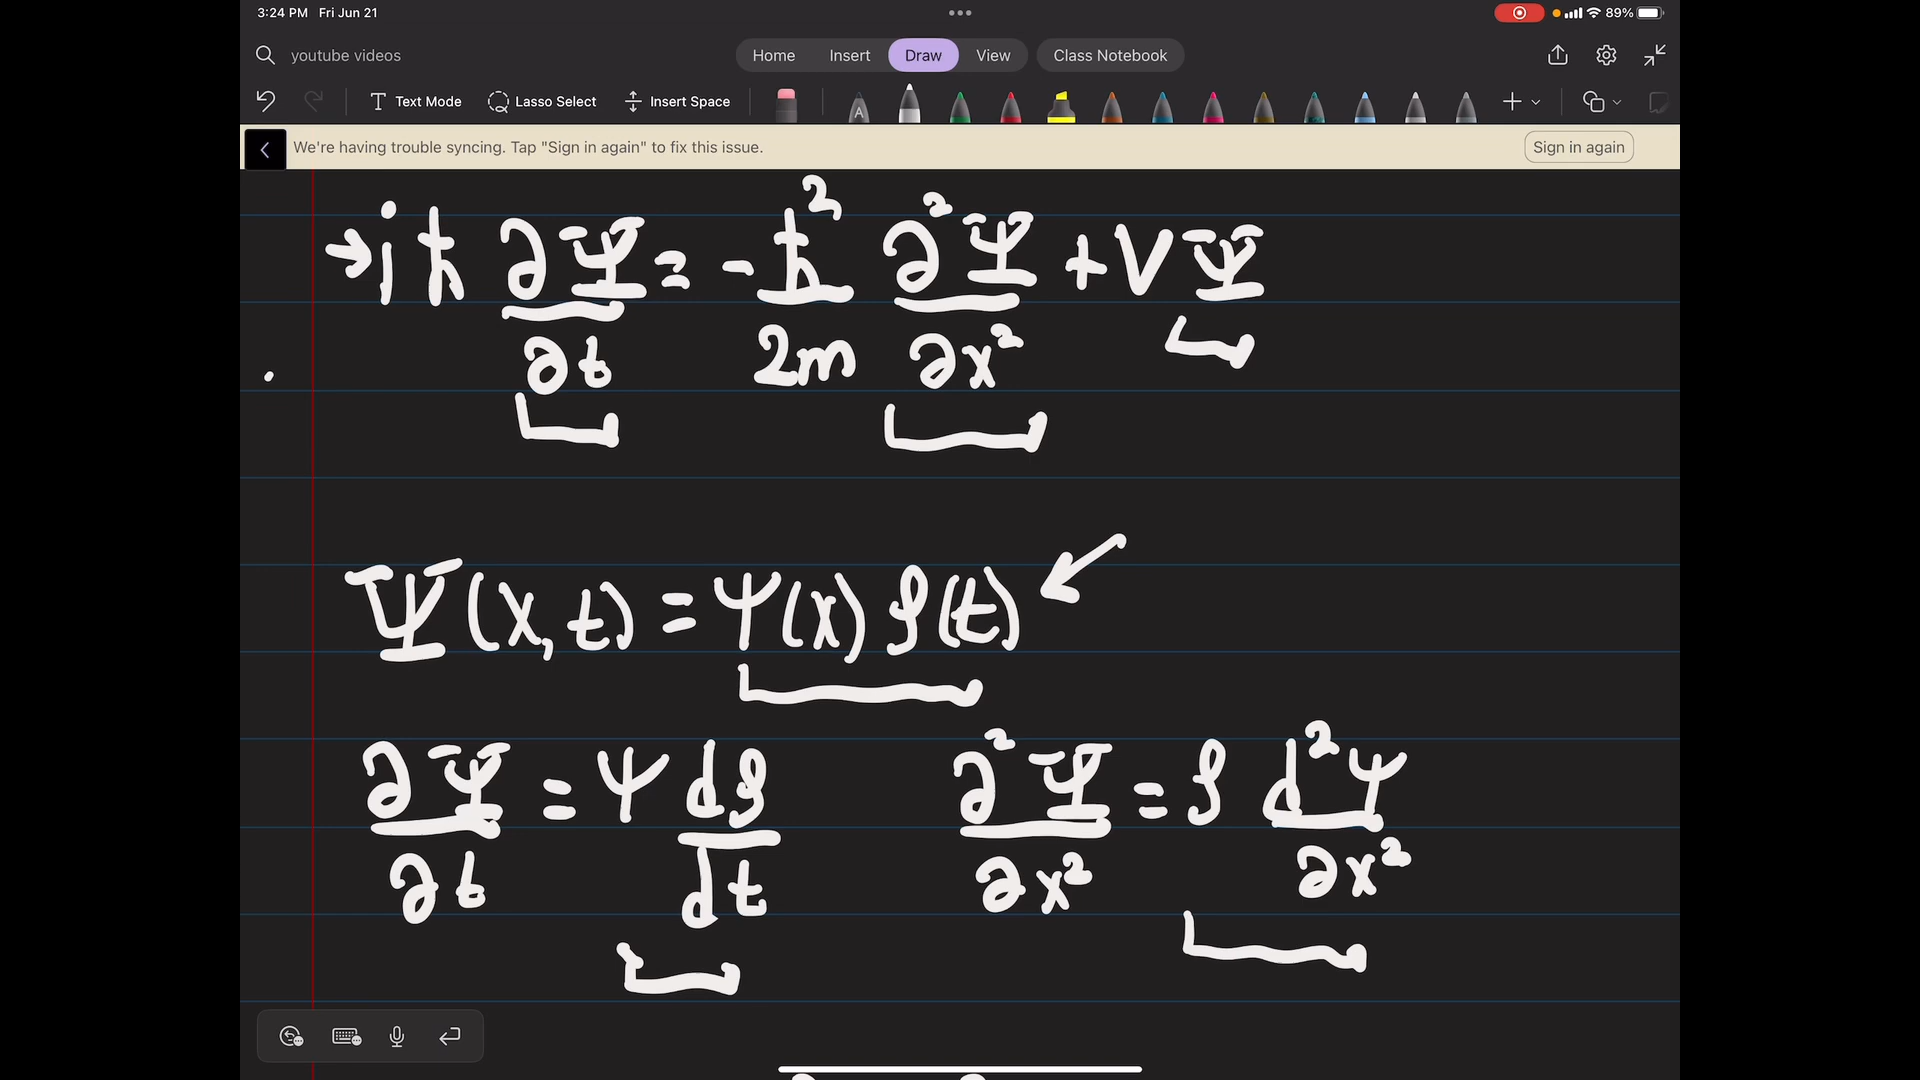 3:24 PM Fri Jun 21
89%
youtube videos
Home Insert Draw View Class Notebook
Text Mode Lasso Select Insert Space
A
We're having trouble syncing. Tap "Sign in again" to fix this issue. Sign in again
→iħ ∂Ψ/∂t = -ħ²/2m ∂²Ψ/∂x² + VΨ
Ψ(x,t) = ψ(x) φ(t)
∂Ψ/∂t = ψ dφ/dt ∂²Ψ/∂x² = φ d²ψ/∂x²